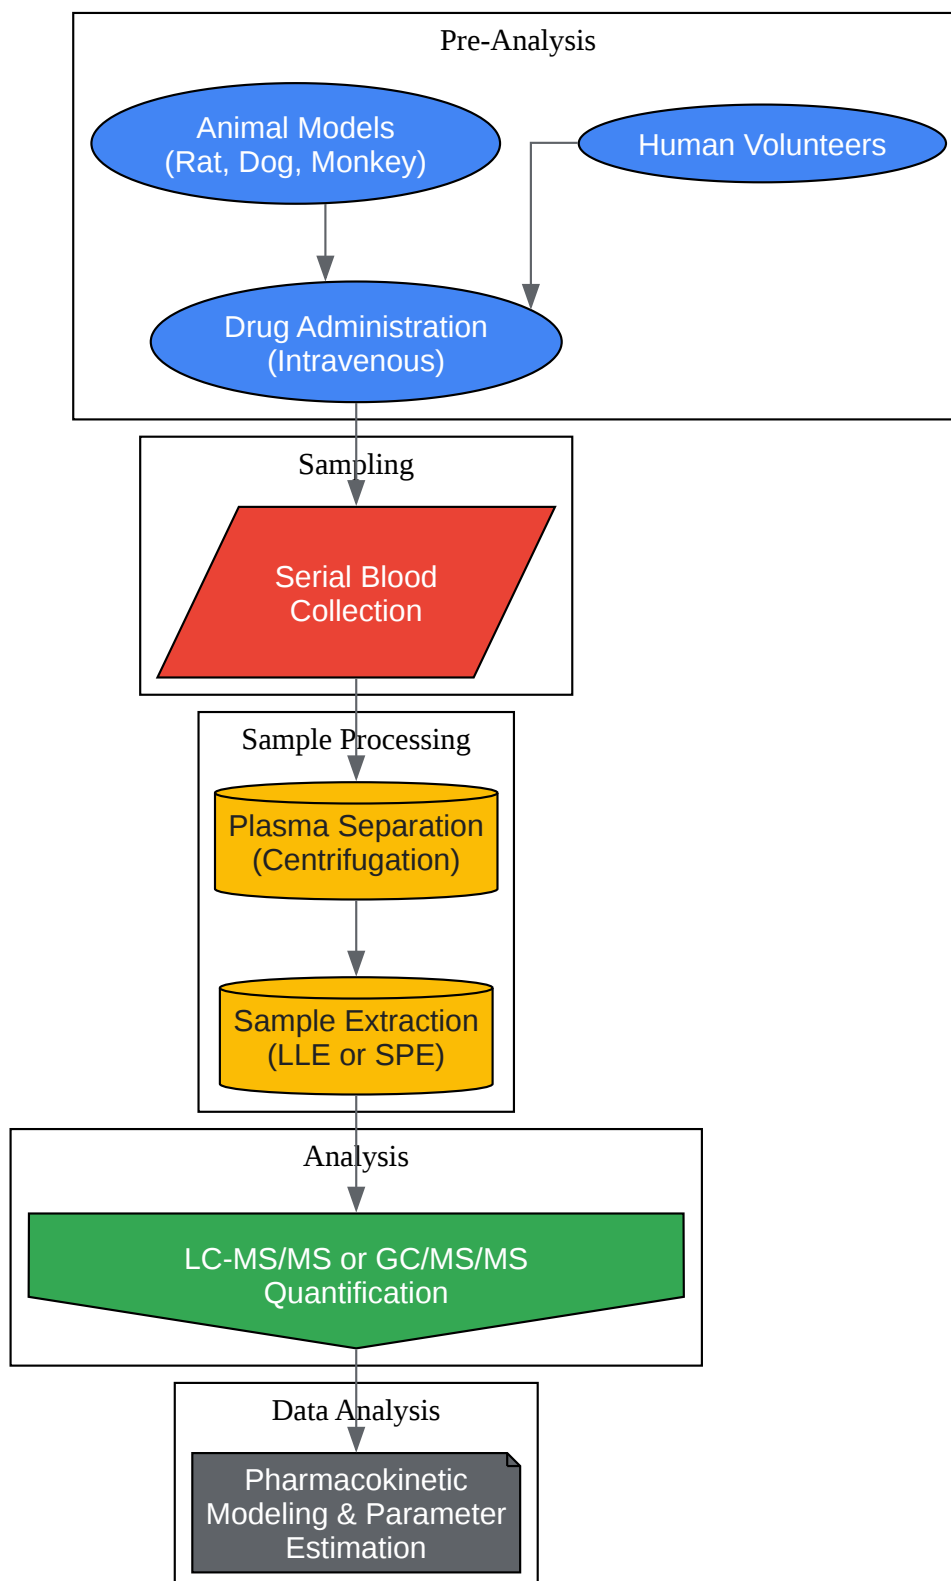 Pre-Analysis
Animal Models
(Rat, Dog, Monkey)
Human Volunteers
Drug Administration
(Intravenous)
Sampling
Serial Blood
Collection
Sample Processing
Plasma Separation
(Centrifugation)
Sample Extraction
(LLE or SPE)
Analysis
LC-MS/MS or GC/MS/MS
Quantification
Data Analysis
Pharmacokinetic
Modeling & Parameter
Estimation